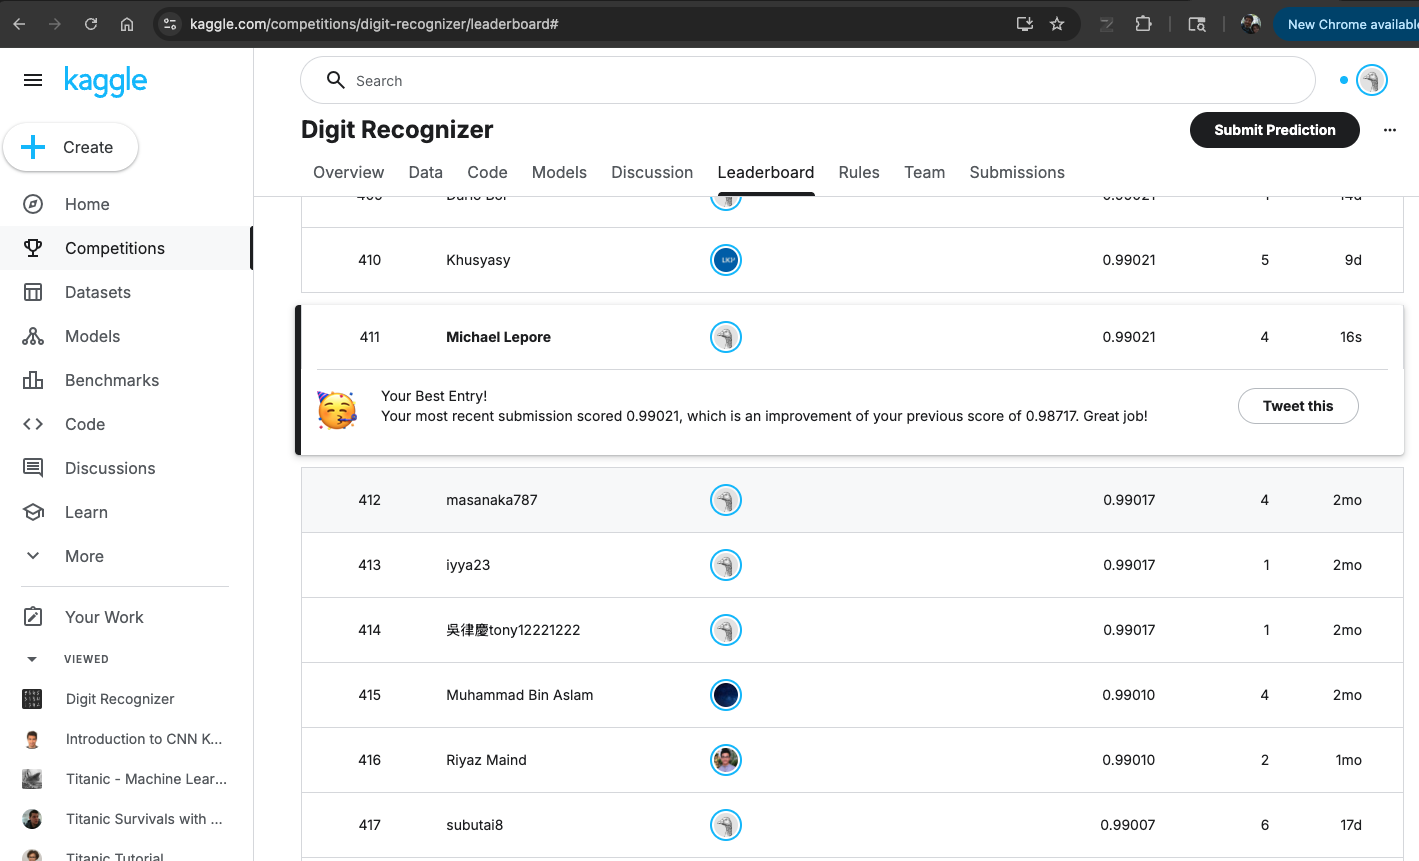 kaggle.com/competitions/digit-recognizer/leaderboard#
New Chrome available
kaggle
Search
Create
Digit Recognizer
Submit Prediction
Overview Data Code Models Discussion Leaderboard Rules Team Submissions
Home
Competitions
Datasets
Models
Benchmarks
Code
Discussions
Learn
More
Your Work
VIEWED
Digit Recognizer
Introduction to CNN K...
Titanic - Machine Lear...
Titanic Survivals with ...
Titanic Tutorial
410 Khusyasy 0.99021 5 9d
411 Michael Lepore 0.99021 4 16s
Your Best Entry!
Your most recent submission scored 0.99021, which is an improvement of your previous score of 0.98717. Great job!
Tweet this
412 masanaka787 0.99017 4 2mo
413 iyya23 0.99017 1 2mo
414 吳律慶tony12221222 0.99017 1 2mo
415 Muhammad Bin Aslam 0.99010 4 2mo
416 Riyaz Maind 0.99010 2 1mo
417 subutai8 0.99007 6 17d